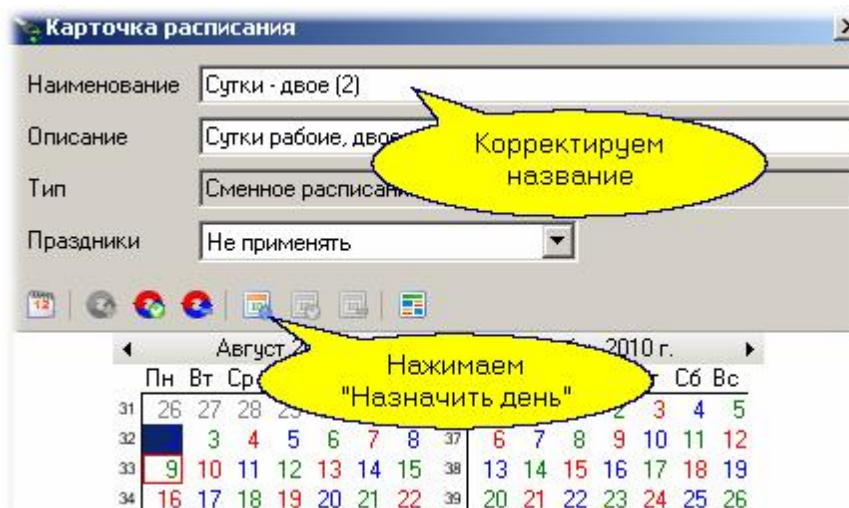 Карточка расписания
Наименование Сутки - двое (2)
Описание Сутки рабоие,
Корректируем
название
Тип Сменное
Праздники Не применять
12
Август 2010 г.
Нажимаем
"Назначить день"
Пн Вт Ср Сб Вс
31 26 27 28 2 3 4 5
32 3 4 5 6 7 8 37 6 7 8 9 10 11 12
33 9 10 11 12 13 14 15 38 13 14 15 16 17 18 19
34 16 17 18 19 20 21 22 39 20 21 22 23 24 25 26